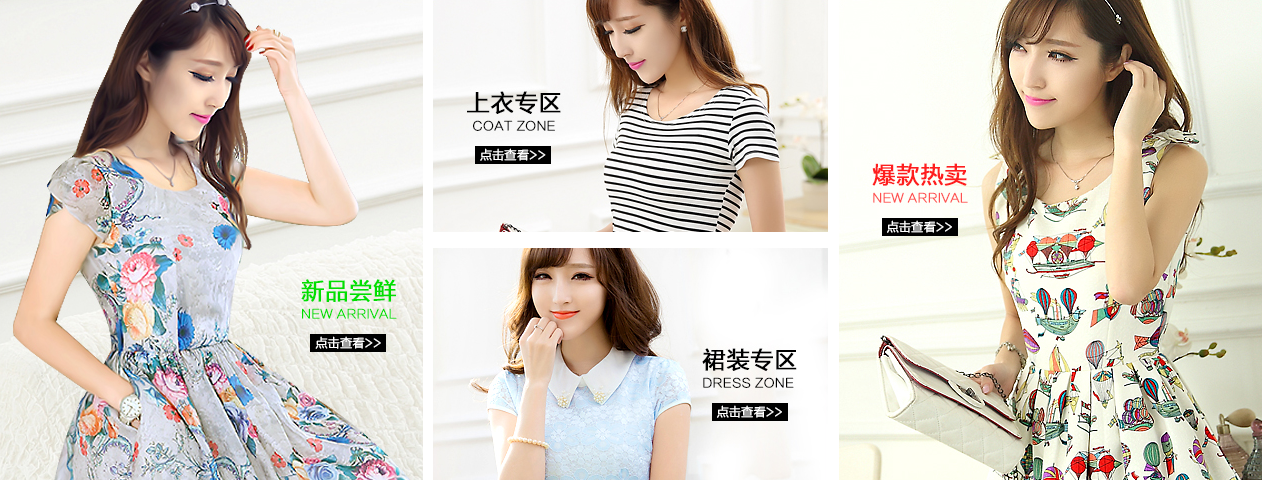 新品尝鲜
NEW ARRIVAL
点击查看>>
上衣专区
COAT ZONE
点击查看>>
裙装专区
DRESS ZONE
点击查看>>
爆款热卖
NEW ARRIVAL
点击查看>>